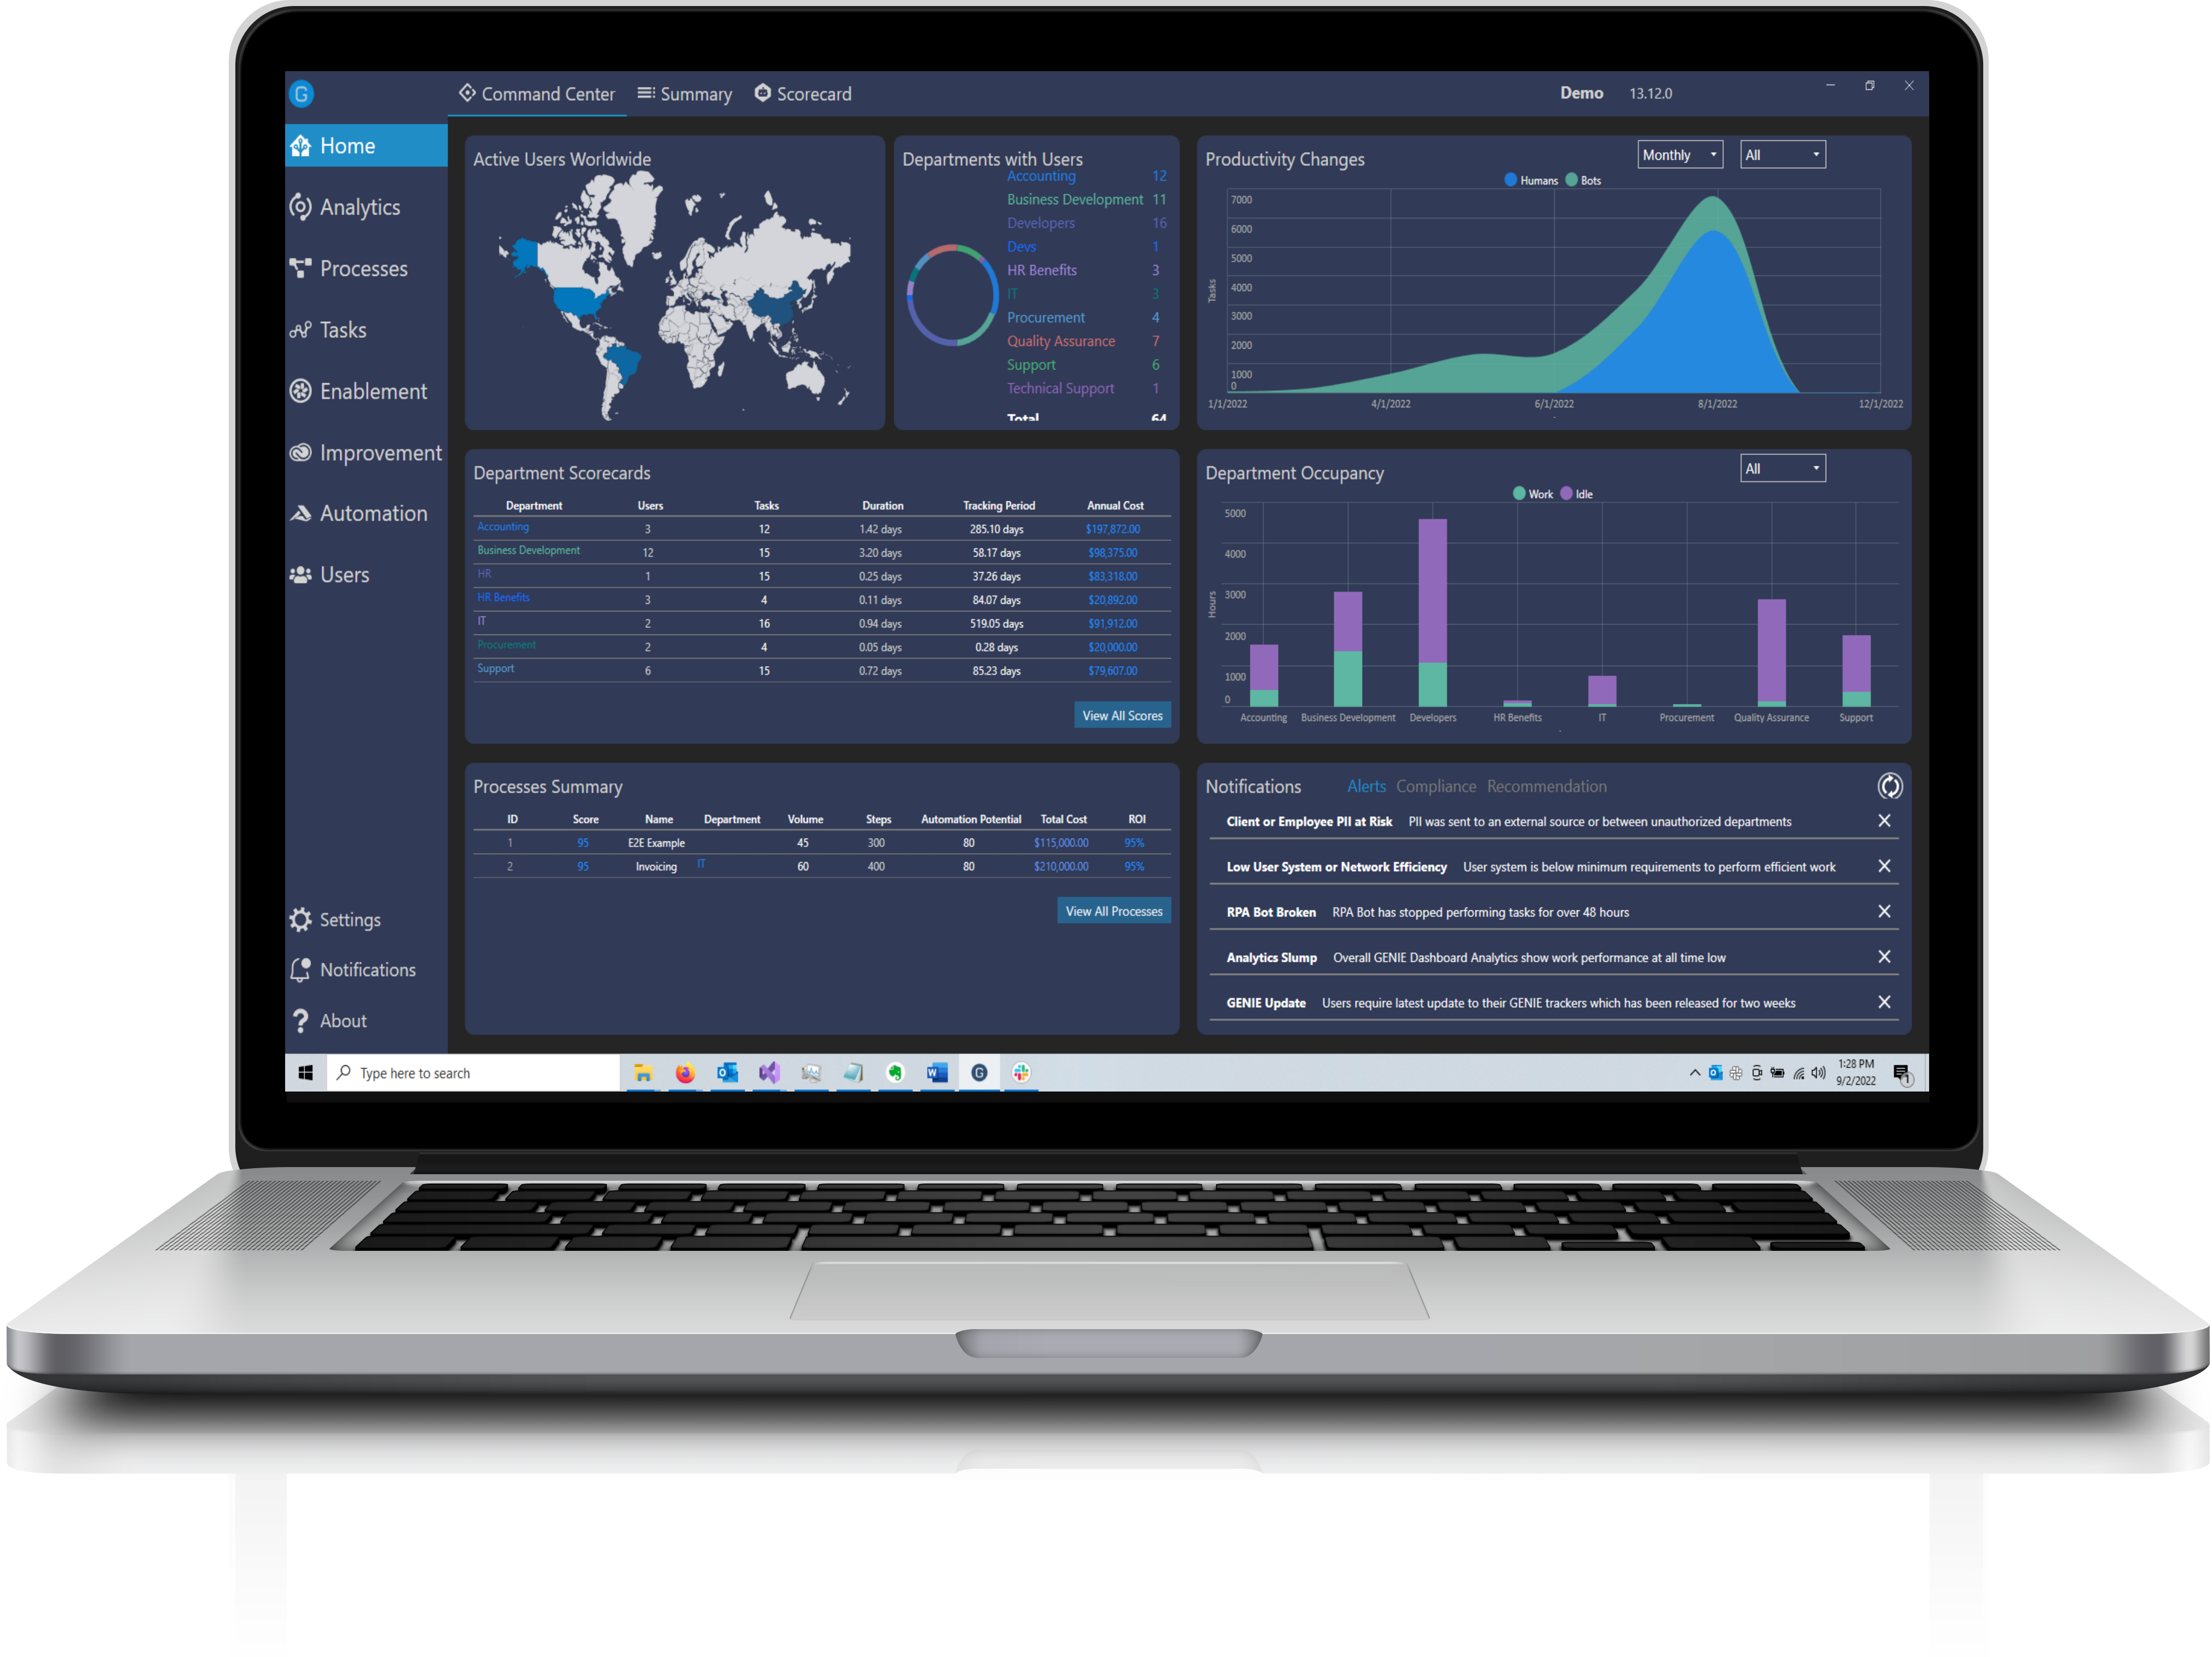 G
Command Center Summary Scorecard
Demo 13.12.0
Home
Analytics
Processes
Tasks
Enablement
Improvement
Automation
Users
Settings
Notifications
About
Active Users Worldwide
Departments with Users
Accounting 12
Business Development 11
Developers 16
Devs 1
HR Benefits 3
IT 3
Procurement 4
Quality Assurance 7
Support 6
Technical Support 1
Total 64
Productivity Changes
Monthly All
Humans Bots
7000
6000
5000
4000
3000
2000
1000
0
Tasks
1/1/2022 4/1/2022 6/1/2022 8/1/2022 12/1/2022
Department Scorecards
Department Users Tasks Duration Tracking Period Annual Cost
Accounting 3 12 1.42 days 285.10 days $197,872.00
Business Development 12 15 3.20 days 58.17 days $98,375.00
HR 1 15 0.25 days 37.26 days $83,318.00
HR Benefits 3 4 0.11 days 84.07 days $20,892.00
IT 2 16 0.94 days 519.05 days $91,912.00
Procurement 2 4 0.05 days 0.28 days $20,000.00
Support 6 15 0.72 days 85.23 days $79,607.00
View All Scores
Department Occupancy
All
Work Idle
5000
4000
3000
2000
1000
0
Hours
Accounting Business Development Developers HR Benefits IT Procurement Quality Assurance Support
Processes Summary
ID Score Name Department Volume Steps Automation Potential Total Cost ROI
1 95 E2E Example 45 300 80 $115,000.00 95%
2 95 Invoicing IT 60 400 80 $210,000.00 95%
View All Processes
Notifications Alerts Compliance Recommendation
Client or Employee PII at Risk PII was sent to an external source or between unauthorized departments
Low User System or Network Efficiency User system is below minimum requirements to perform efficient work
RPA Bot Broken RPA Bot has stopped performing tasks for over 48 hours
Analytics Slump Overall GENIE Dashboard Analytics show work performance at all time low
GENIE Update Users require latest update to their GENIE trackers which has been released for two weeks
Type here to search
W
G
1:28 PM
9/2/2022
1